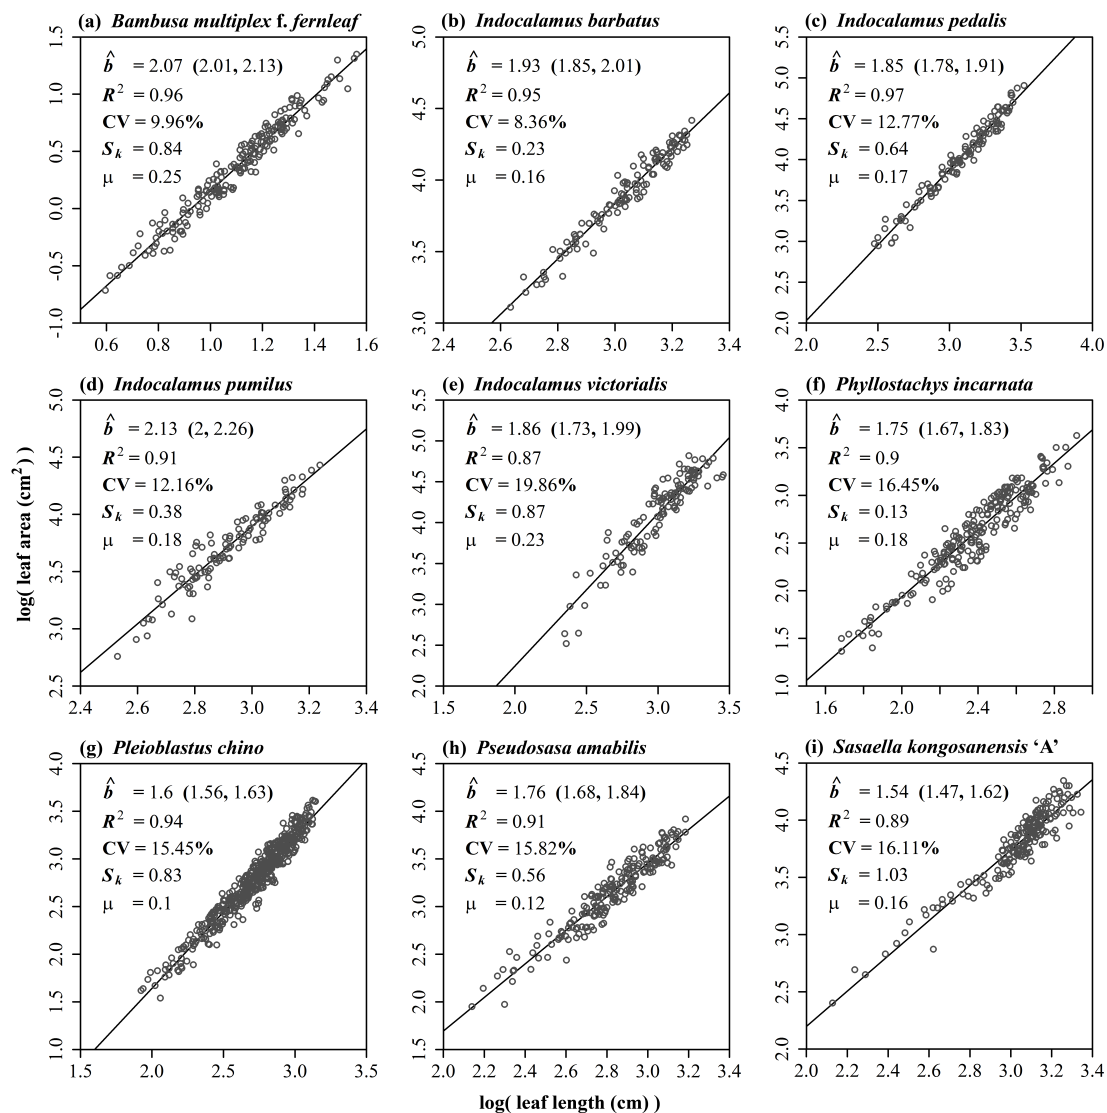 (a) Bambusa multiplex f. fernleaf
b̂ = 2.07 (2.01, 2.13)
R² = 0.96
CV = 9.96%
Sₖ = 0.84
μ = 0.25
-1.0 -0.5 0.0 0.5 1.0 1.5
0.6 0.8 1.0 1.2 1.4 1.6
(b) Indocalamus barbatus
b̂ = 1.93 (1.85, 2.01)
R² = 0.95
CV = 8.36%
Sₖ = 0.23
μ = 0.16
3.0 3.5 4.0 4.5 5.0
2.4 2.6 2.8 3.0 3.2 3.4
(c) Indocalamus pedalis
b̂ = 1.85 (1.78, 1.91)
R² = 0.97
CV = 12.77%
Sₖ = 0.64
μ = 0.17
2.0 2.5 3.0 3.5 4.0 4.5 5.0 5.5
2.0 2.5 3.0 3.5 4.0
(d) Indocalamus pumilus
b̂ = 2.13 (2, 2.26)
R² = 0.91
CV = 12.16%
Sₖ = 0.38
μ = 0.18
2.5 3.0 3.5 4.0 4.5 5.0
2.4 2.6 2.8 3.0 3.2 3.4
(e) Indocalamus victorialis
b̂ = 1.86 (1.73, 1.99)
R² = 0.87
CV = 19.86%
Sₖ = 0.87
μ = 0.23
2.0 2.5 3.0 3.5 4.0 4.5 5.0 5.5
1.5 2.0 2.5 3.0 3.5
(f) Phyllostachys incarnata
b̂ = 1.75 (1.67, 1.83)
R² = 0.9
CV = 16.45%
Sₖ = 0.13
μ = 0.18
1.0 1.5 2.0 2.5 3.0 3.5 4.0
1.6 2.0 2.4 2.8
(g) Pleioblastus chino
b̂ = 1.6 (1.56, 1.63)
R² = 0.94
CV = 15.45%
Sₖ = 0.83
μ = 0.1
1.0 1.5 2.0 2.5 3.0 3.5 4.0
2.0 2.5 3.0 3.5
(h) Pseudosasa amabilis
b̂ = 1.76 (1.68, 1.84)
R² = 0.91
CV = 15.82%
Sₖ = 0.56
μ = 0.12
1.5 2.0 2.5 3.0 3.5 4.0 4.5
2.0 2.2 2.4 2.6 2.8 3.0 3.2 3.4
(i) Sasaella kongosanensis ‘A’
b̂ = 1.54 (1.47, 1.62)
R² = 0.89
CV = 16.11%
Sₖ = 1.03
μ = 0.16
2.0 2.5 3.0 3.5 4.0 4.5
2.0 2.2 2.4 2.6 2.8 3.0 3.2 3.4
log( leaf area (cm²) )
log( leaf length (cm) )